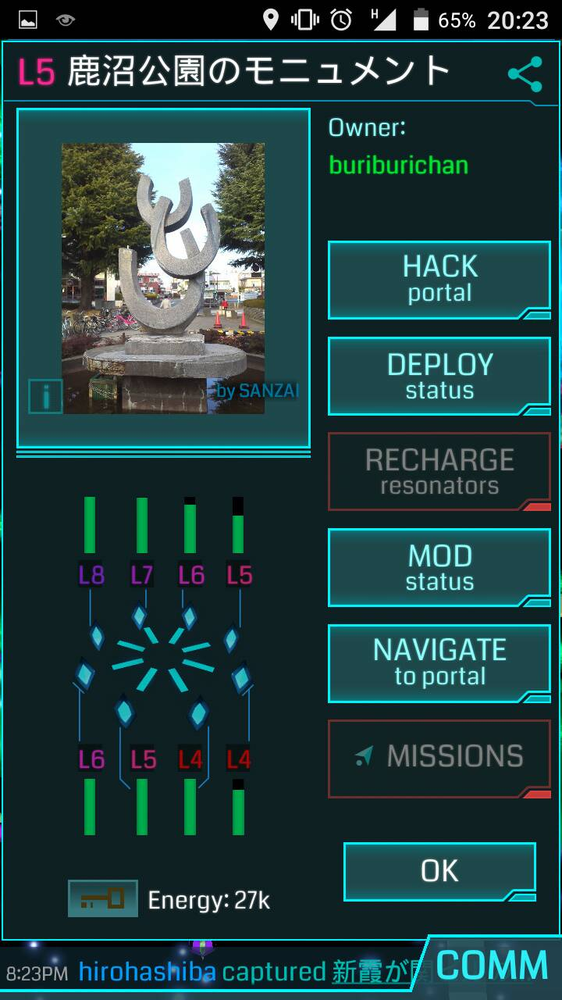 H 65% 20:23
L5 鹿沼公園のモニュメント
Owner:
buriburichan
i
by SANZAI
HACK
portal
DEPLOY
status
RECHARGE
resonators
MOD
status
NAVIGATE
to portal
MISSIONS
L8 L7 L6 L5
L6 L5 L4 L4
Energy: 27k
OK
8:23PM hirohashiba captured 新霞が関
COMM